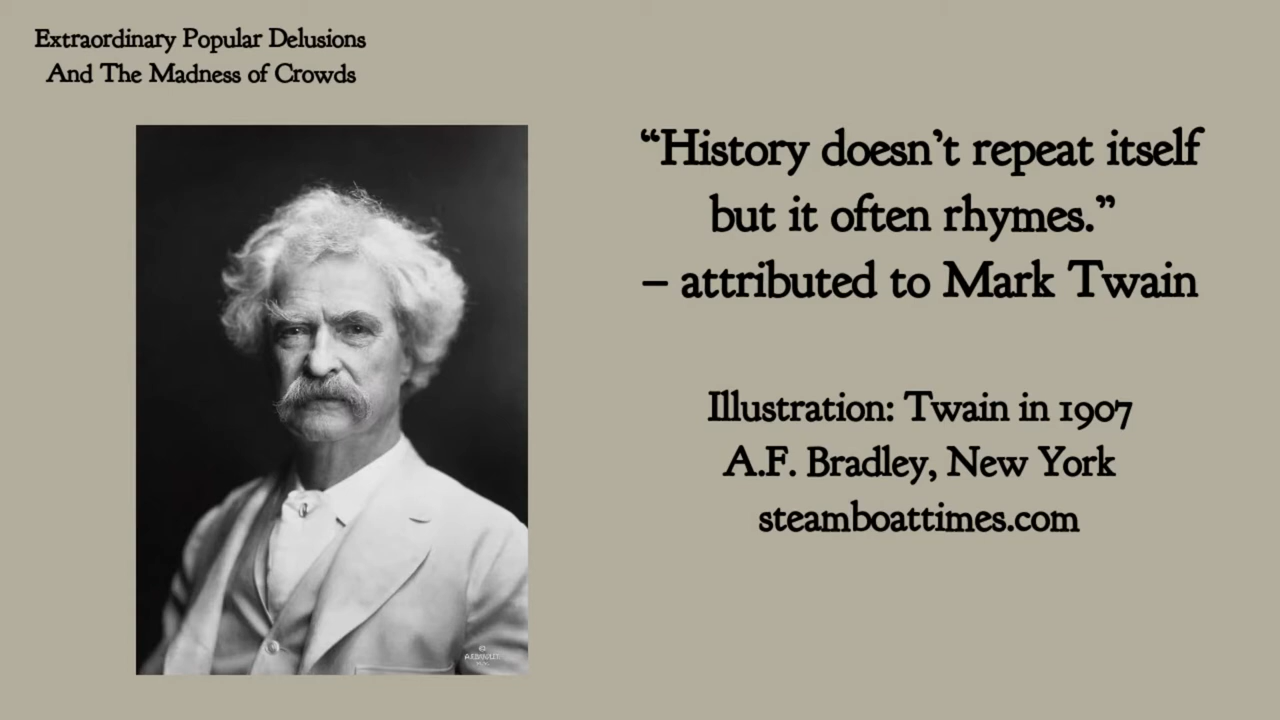 Extraordinary Popular Delusions
And The Madness of Crowds
“History doesn’t repeat itself
but it often rhymes.”
– attributed to Mark Twain
Illustration: Twain in 1907
A.F. Bradley, New York
steamboattimes.com